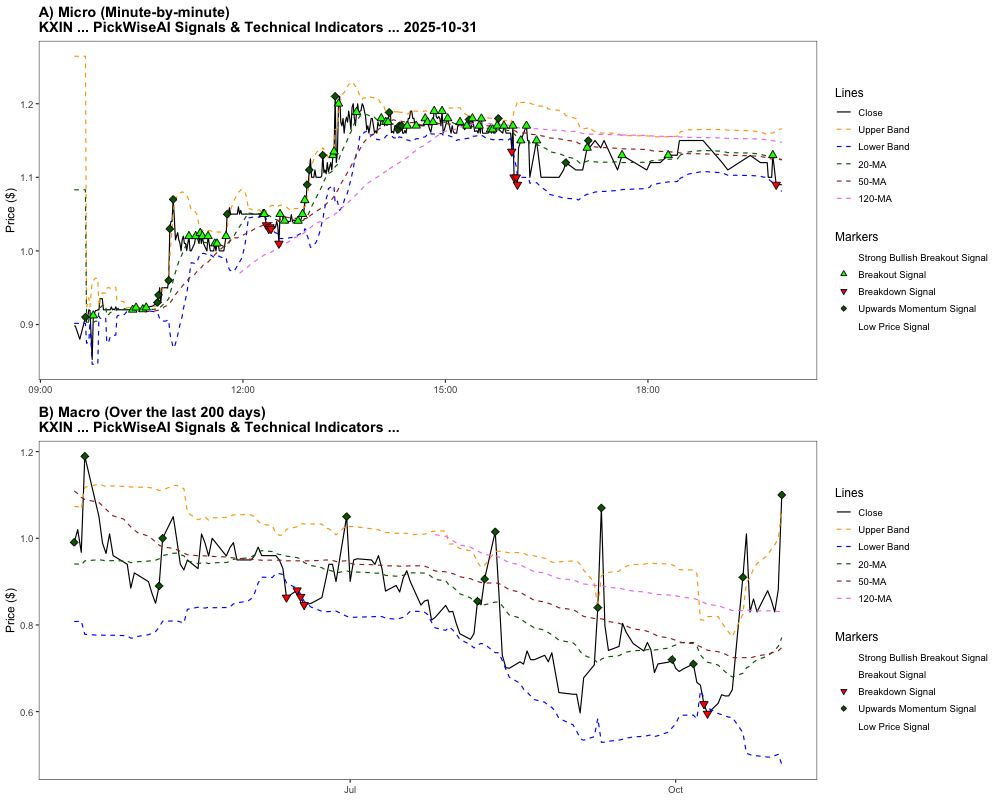 A) Micro (Minute-by-minute)
KXIN ... PickWiseAI Signals & Technical Indicators ... 2025-10-31
Price ($)
1.2
1.1
1.0
0.9
09:00
12:00
15:00
18:00
Lines
Close
Upper Band
Lower Band
20-MA
50-MA
120-MA
Markers
Strong Bullish Breakout Signal
Breakout Signal
Breakdown Signal
Upwards Momentum Signal
Low Price Signal
B) Macro (Over the last 200 days)
KXIN ... PickWiseAI Signals & Technical Indicators ...
Price ($)
1.2
1.0
0.8
0.6
Jul
Oct
Lines
Close
Upper Band
Lower Band
20-MA
50-MA
120-MA
Markers
Strong Bullish Breakout Signal
Breakout Signal
Breakdown Signal
Upwards Momentum Signal
Low Price Signal